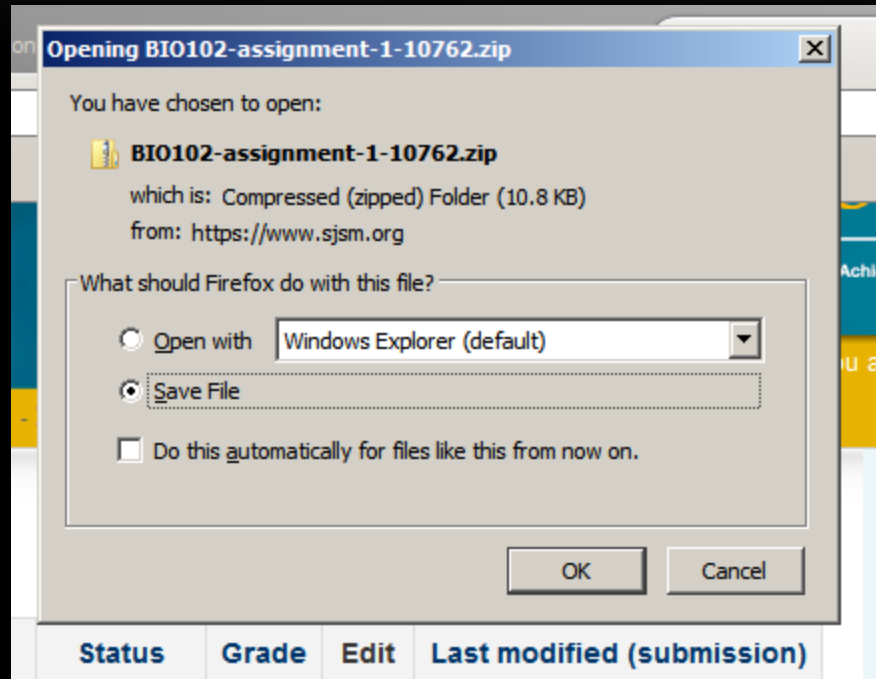 on
Opening BIO102-assignment-1-10762.zip
You have chosen to open:
BIO102-assignment-1-10762.zip
which is: Compressed (zipped) Folder (10.8 KB)
from: https://www.sjsm.org
Achi
What should Firefox do with this file?
Open with Windows Explorer (default)
u a
Save File
-
Do this automatically for files like this from now on.
OK Cancel
Status Grade Edit Last modified (submission)